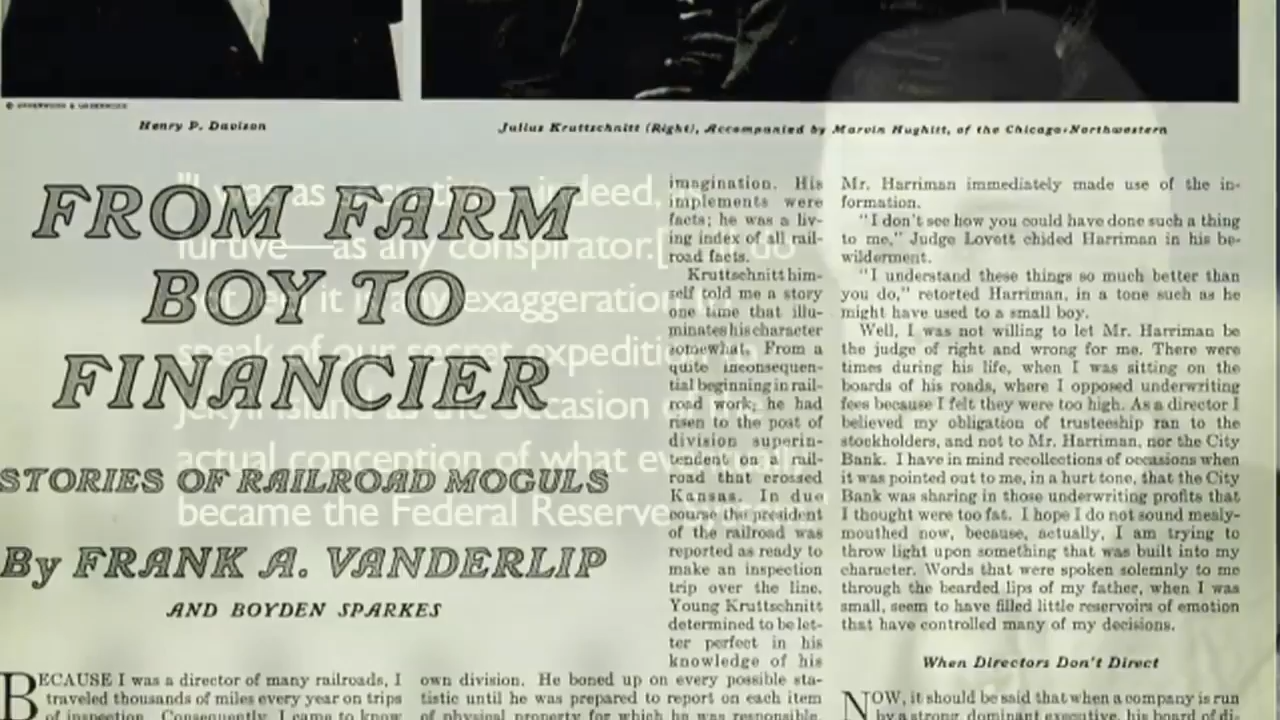 Henry P. Davison
Julius Kruttschnitt (Right), Accompanied by Marvin Hughitt, of the Chicago-Northwestern
FROM FARM
BOY TO
FINANCIER
STORIES OF RAILROAD MOGULS
By FRANK A. VANDERLIP
AND BOYDEN SPARKES
"I was as secretive—indeed, as
furtive—as any conspirator.[...]I do
not feel it is any exaggeration to
speak of our secret expedition to
Jekyll Island as the occasion of the
actual conception of what eventually
became the Federal Reserve
BECAUSE I was a director of many railroads, I
traveled thousands of miles every year on trips
of inspection. Consequently, I came to know
own division. He boned up on every possible sta-
tistic until he was prepared to report on each item
of physical property for which he was responsible.
imagination. His
implements were
facts; he was a liv-
ing index of all rail-
road facts.
Kruttschnitt him-
self told me a story
one time that illu-
minates his character
somewhat. From a
quite inconsequen-
tial beginning in rail-
road work, he had
risen to the post of
division superin-
tendent on a rail-
road that crossed
Kansas. In due
course the president
of the railroad was
reported as ready to
make an inspection
trip over the line.
Young Kruttschnitt
determined to be let-
ter perfect in his
knowledge of his
Mr. Harriman immediately made use of the in-
formation.
"I don't see how you could have done such a thing
to me," Judge Lovett chided Harriman in his be-
wilderment.
"I understand these things so much better than
you do," retorted Harriman, in a tone such as he
might have used to a small boy.
Well, I was not willing to let Mr. Harriman be
the judge of right and wrong for me. There were
times during his life, when I was sitting on the
boards of his roads, where I opposed underwriting
fees because I felt they were too high. As a director I
believed my obligation of trusteeship ran to the
stockholders, and not to Mr. Harriman, nor the City
Bank. I have in mind recollections of occasions when
it was pointed out to me, in a hurt tone, that the City
Bank was sharing in those underwriting profits that
I thought were too fat. I hope I do not sound mealy-
mouthed now, because, actually, I am trying to
throw light upon something that was built into my
character. Words that were spoken solemnly to me
through the bearded lips of my father, when I was
small, seem to have filled little reservoirs of emotion
that have controlled many of my decisions.
When Directors Don't Direct
NOW, it should be said that when a company is run
by a strong, dominant executive, his board of di-